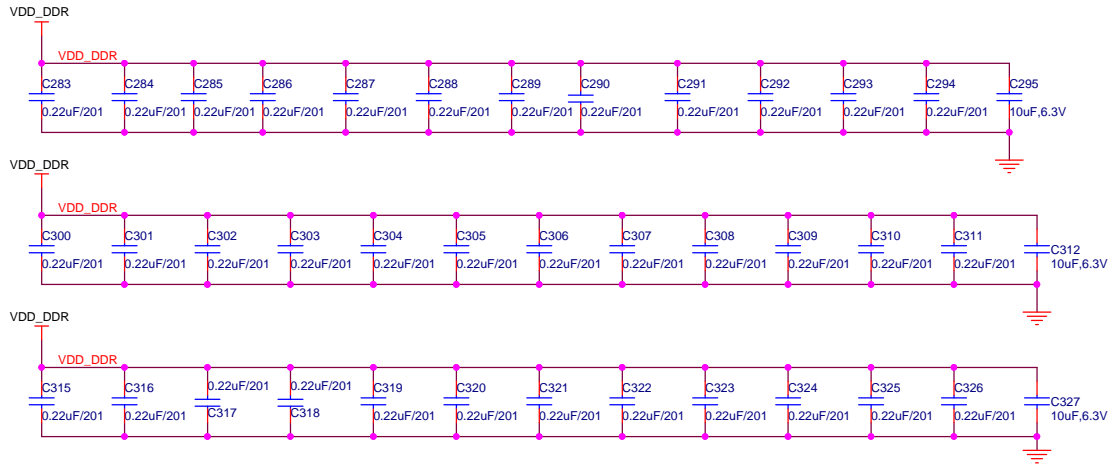 VDD_DDR
VDD_DDR
C283 C284 C285 C286 C287 C288 C289 C290 C291 C292 C293 C294 C295
0.22uF/201 0.22uF/201 0.22uF/201 0.22uF/201 0.22uF/201 0.22uF/201 0.22uF/201 0.22uF/201 0.22uF/201 0.22uF/201 0.22uF/201 0.22uF/201 10uF,6.3V
VDD_DDR
VDD_DDR
C300 C301 C302 C303 C304 C305 C306 C307 C308 C309 C310 C311 C312
0.22uF/201 0.22uF/201 0.22uF/201 0.22uF/201 0.22uF/201 0.22uF/201 0.22uF/201 0.22uF/201 0.22uF/201 0.22uF/201 0.22uF/201 0.22uF/201 10uF,6.3V
VDD_DDR
VDD_DDR
C315 C316 0.22uF/201 0.22uF/201 C319 C320 C321 C322 C323 C324 C325 C326 C327
0.22uF/201 0.22uF/201 C317 C318 0.22uF/201 0.22uF/201 0.22uF/201 0.22uF/201 0.22uF/201 0.22uF/201 0.22uF/201 0.22uF/201 10uF,6.3V